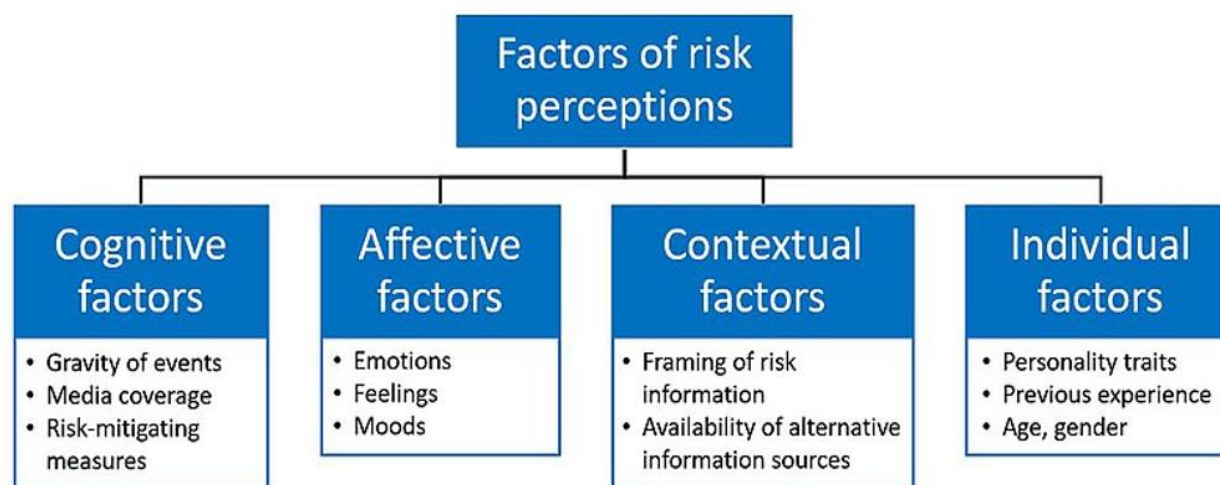 Factors of risk
perceptions
Cognitive
factors
• Gravity of events
• Media coverage
• Risk-mitigating
measures
Affective
factors
• Emotions
• Feelings
• Moods
Contextual
factors
• Framing of risk
information
• Availability of alternative
information sources
Individual
factors
• Personality traits
• Previous experience
• Age, gender